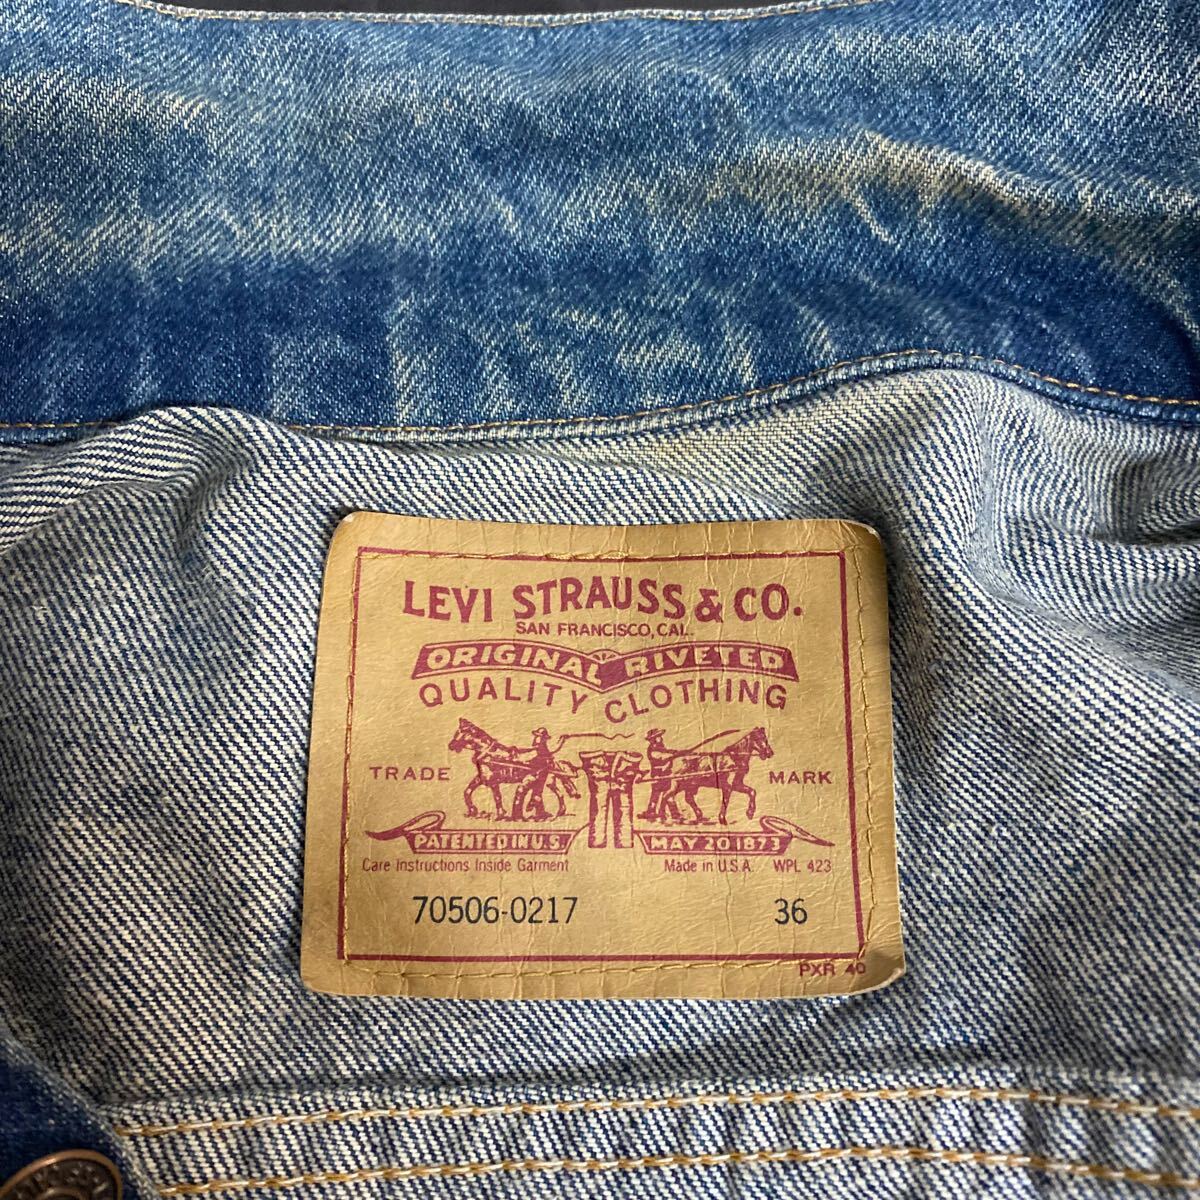 LEVI STRAUSS & CO.
SAN FRANCISCO, CAL.
ORIGINAL RIVETED
QUALITY CLOTHING
TRADE MARK
PATENTED IN U.S. MAY 20 1873
Care Instructions Inside Garment Made in U.S.A. WPL 423
70506-0217 36
PXR 40